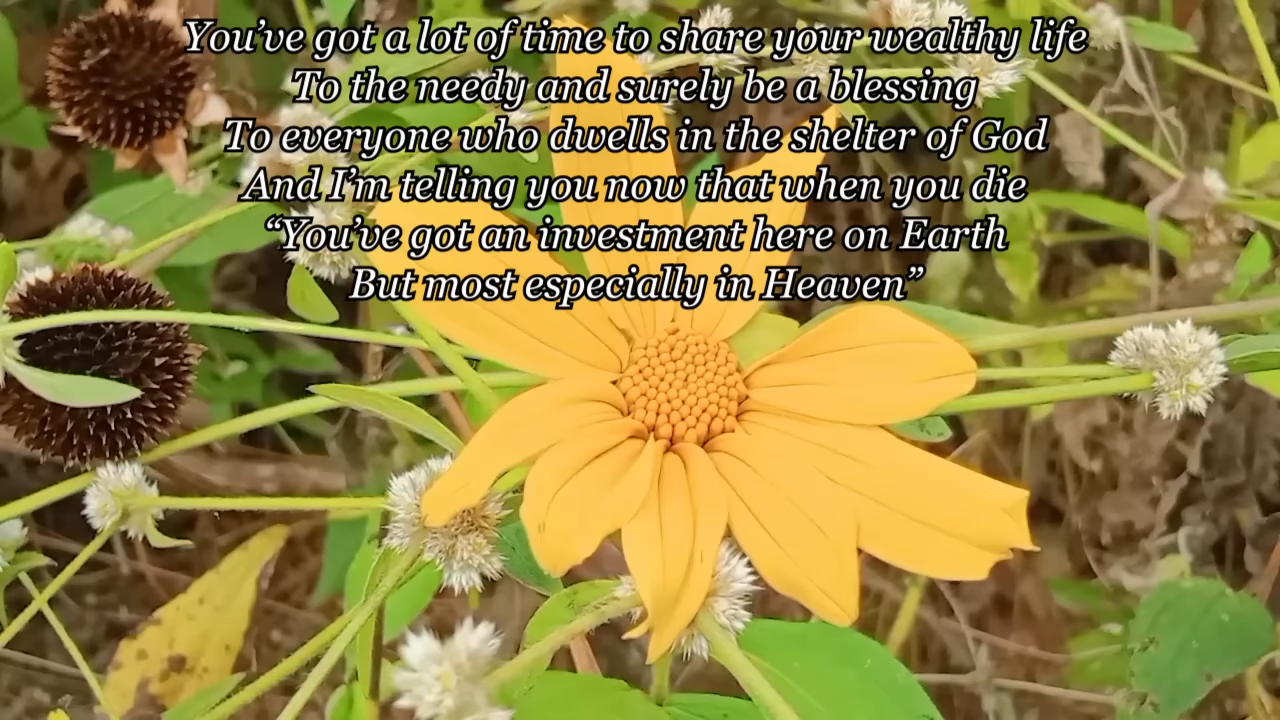 You’ve got a lot of time to share your wealthy life
To the needy and surely be a blessing
To everyone who dwells in the shelter of God
And I’m telling you now that when you die
“You’ve got an investment here on Earth
But most especially in Heaven”